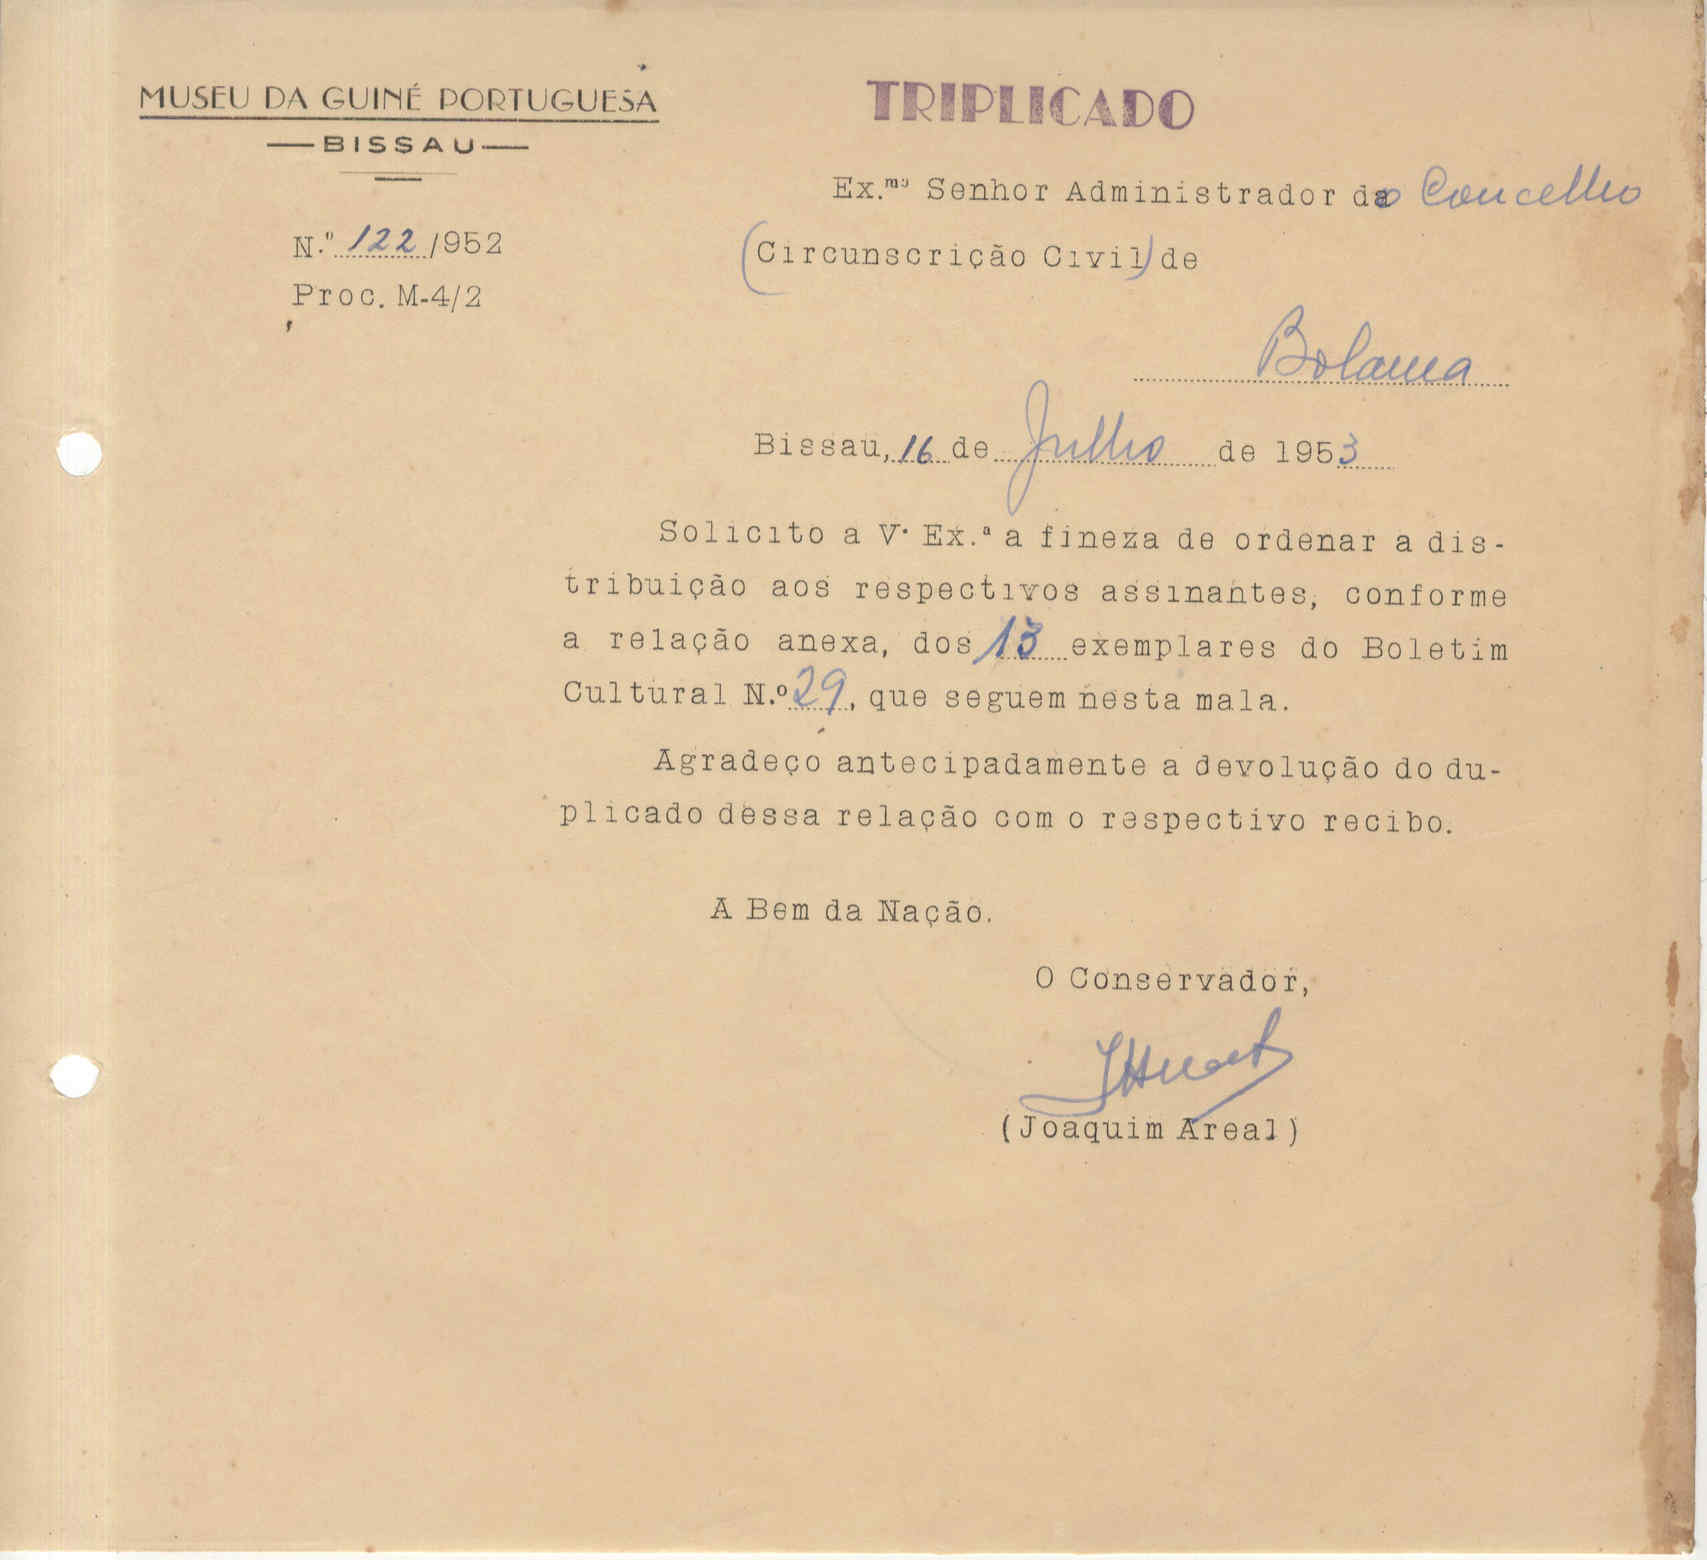 MUSEU DA GUINÉ PORTUGUESA
BISSAU
TRIPLICADO
N.º 122/952
Proc. M-4/2
Ex.mo Senhor Administrador do Concelho
(Circunscrição Civil) de
Bolama
Bissau, 16 de Julho de 1953
Solicito a V. Ex.ª a fineza de ordenar a dis-
tribuição aos respectivos assinantes, conforme
a relação anexa, dos 13 exemplares do Boletim
Cultural N.º 29, que seguem nesta mala.
Agradeço antecipadamente a devolução do du-
plicado dessa relação com o respectivo recibo.
A Bem da Nação.
O Conservador,
(Joaquim Areal)